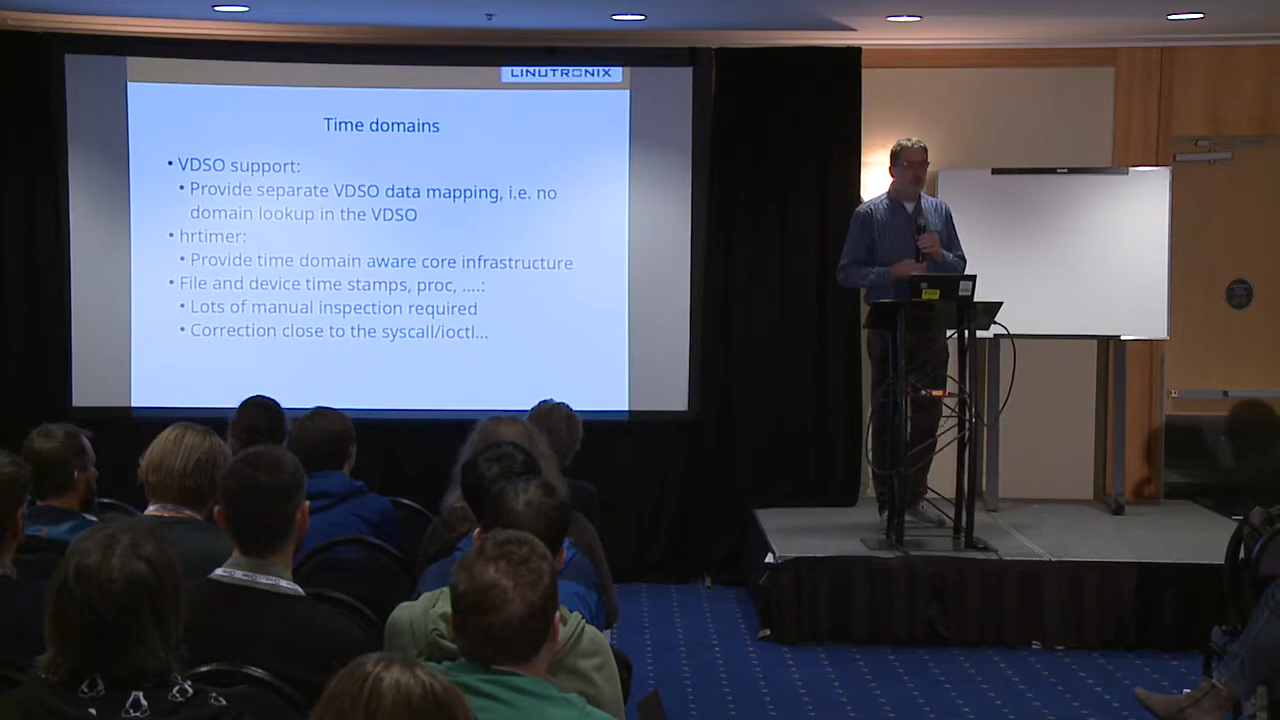 LINUTRONIX
Time domains
• VDSO support:
• Provide separate VDSO data mapping, i.e. no
domain lookup in the VDSO
• hrtimer:
• Provide time domain aware core infrastructure
• File and device time stamps, proc, ....:
• Lots of manual inspection required
• Correction close to the syscall/ioctl...